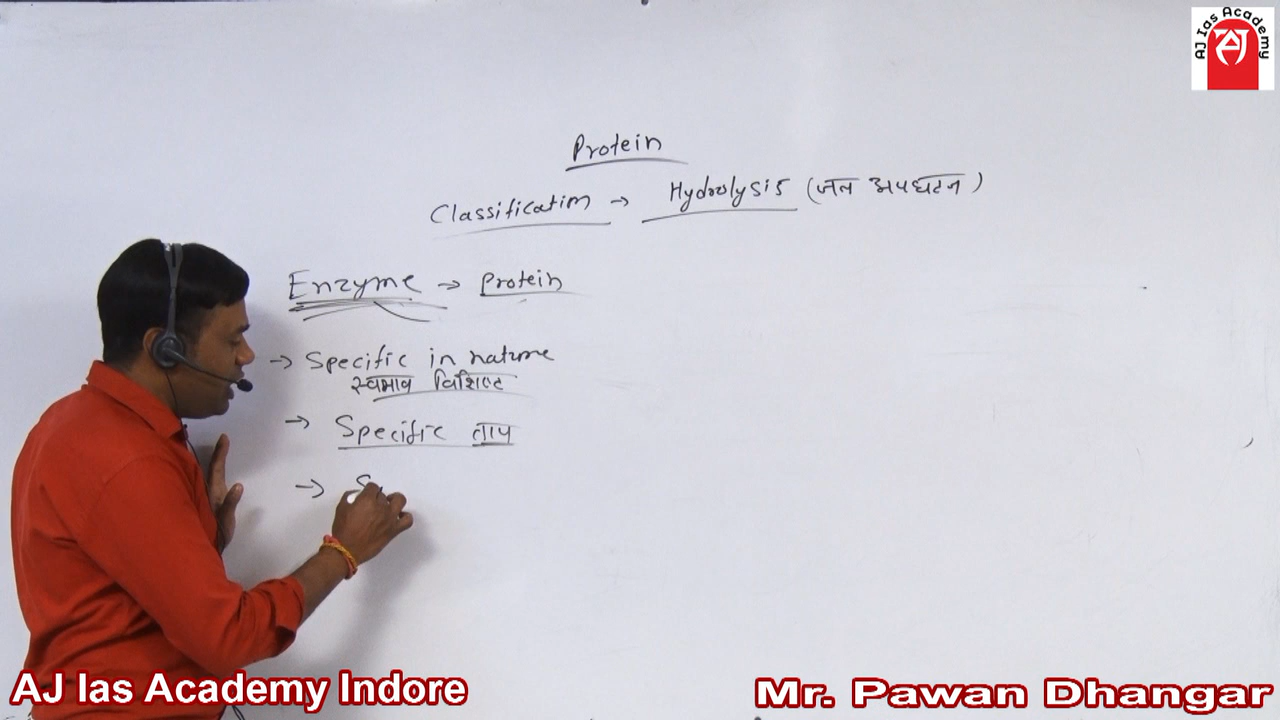 AJ Ias Academy
AJ
Protein
Classification → Hydrolysis (जल अपघटन)
Enzyme → Protein
→ Specific in nature
स्वभाव विशिष्ट
→ Specific ताप
→ S
AJ Ias Academy Indore
Mr. Pawan Dhangar